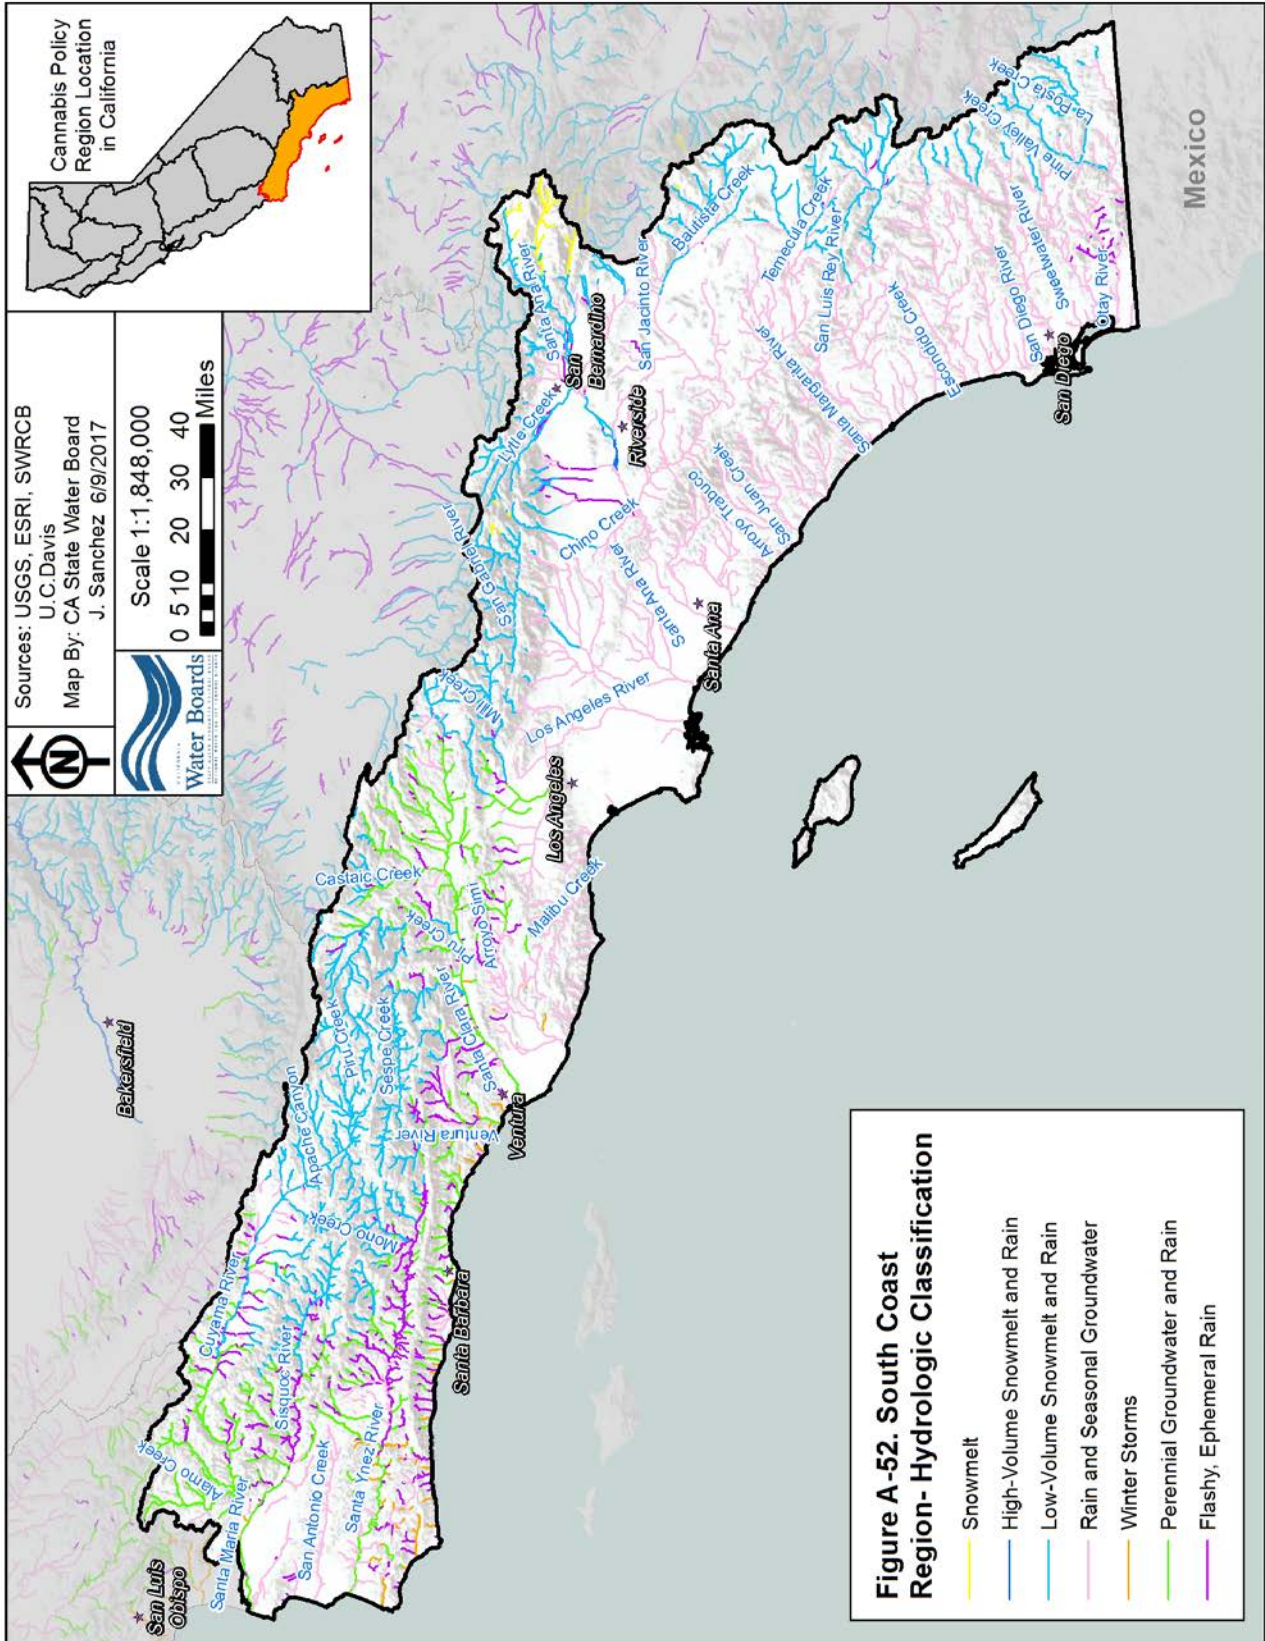 Cannabis Policy
Region Location
in California
Sources: USGS, ESRI, SWRCB
U.C.Davis
Map By: CA State Water Board
J. Sanchez 6/9/2017
N
Water Boards
Scale 1:1,848,000
0 5 10 20 30 40
Miles
San Luis
Obispo
Bakersfield
Alamo Creek
Santa Maria River
Cuyama River
Sisquoc River
San Antonio Creek
Santa Ynez River
Santa Barbara
Mono Creek
Apache Canyon
Piru Creek
Sespe Creek
Ventura River
Ventura
Santa Clara River
Piru Creek
Arroyo Simi
Castaic Creek
Malibu Creek
Los Angeles
Los Angeles River
Mill Creek
San Gabriel River
Lytle Creek
Santa Ana River
San
Bernardino
Riverside
Chino Creek
Santa Ana River
Santa Ana
San Jacinto River
Bautista Creek
Arroyo Trabuco
San Juan Creek
Temecula Creek
Santa Margarita River
San Luis Rey River
Escondido Creek
San Diego River
Sweetwater River
San Diego
Otay River
Pine Valley Creek
La Posta Creek
Mexico
Figure A-52. South Coast
Region- Hydrologic Classification
Snowmelt
High-Volume Snowmelt and Rain
Low-Volume Snowmelt and Rain
Rain and Seasonal Groundwater
Winter Storms
Perennial Groundwater and Rain
Flashy, Ephemeral Rain